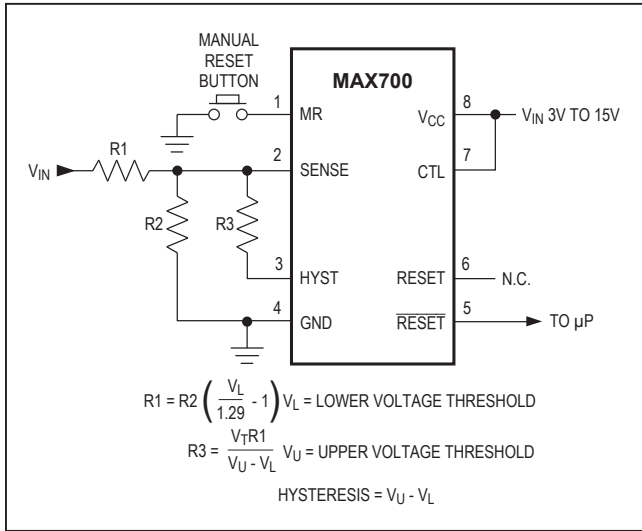 MANUAL
RESET
BUTTON
MAX700
1
MR
8
VCC
VIN 3V TO 15V
7
CTL
R1
VIN
2
SENSE
R2
R3
3
HYST
6
RESET
N.C.
4
GND
5
R̅E̅S̅E̅T̅
TO µP
R1 = R2 ( VL / 1.29 - 1 ) VL = LOWER VOLTAGE THRESHOLD
R3 = VTR1 / VU - VL VU = UPPER VOLTAGE THRESHOLD
HYSTERESIS = VU - VL